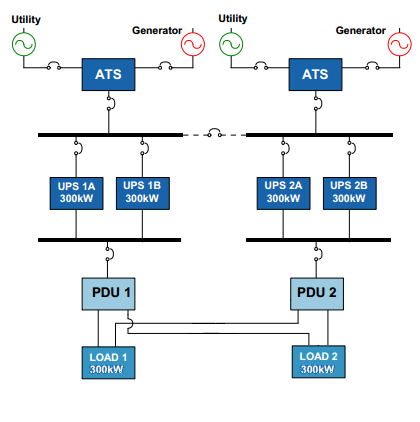 Utility
Generator
Utility
Generator
ATS
ATS
UPS 1A
300kW
UPS 1B
300kW
UPS 2A
300kW
UPS 2B
300kW
PDU 1
PDU 2
LOAD 1
300kW
LOAD 2
300kW